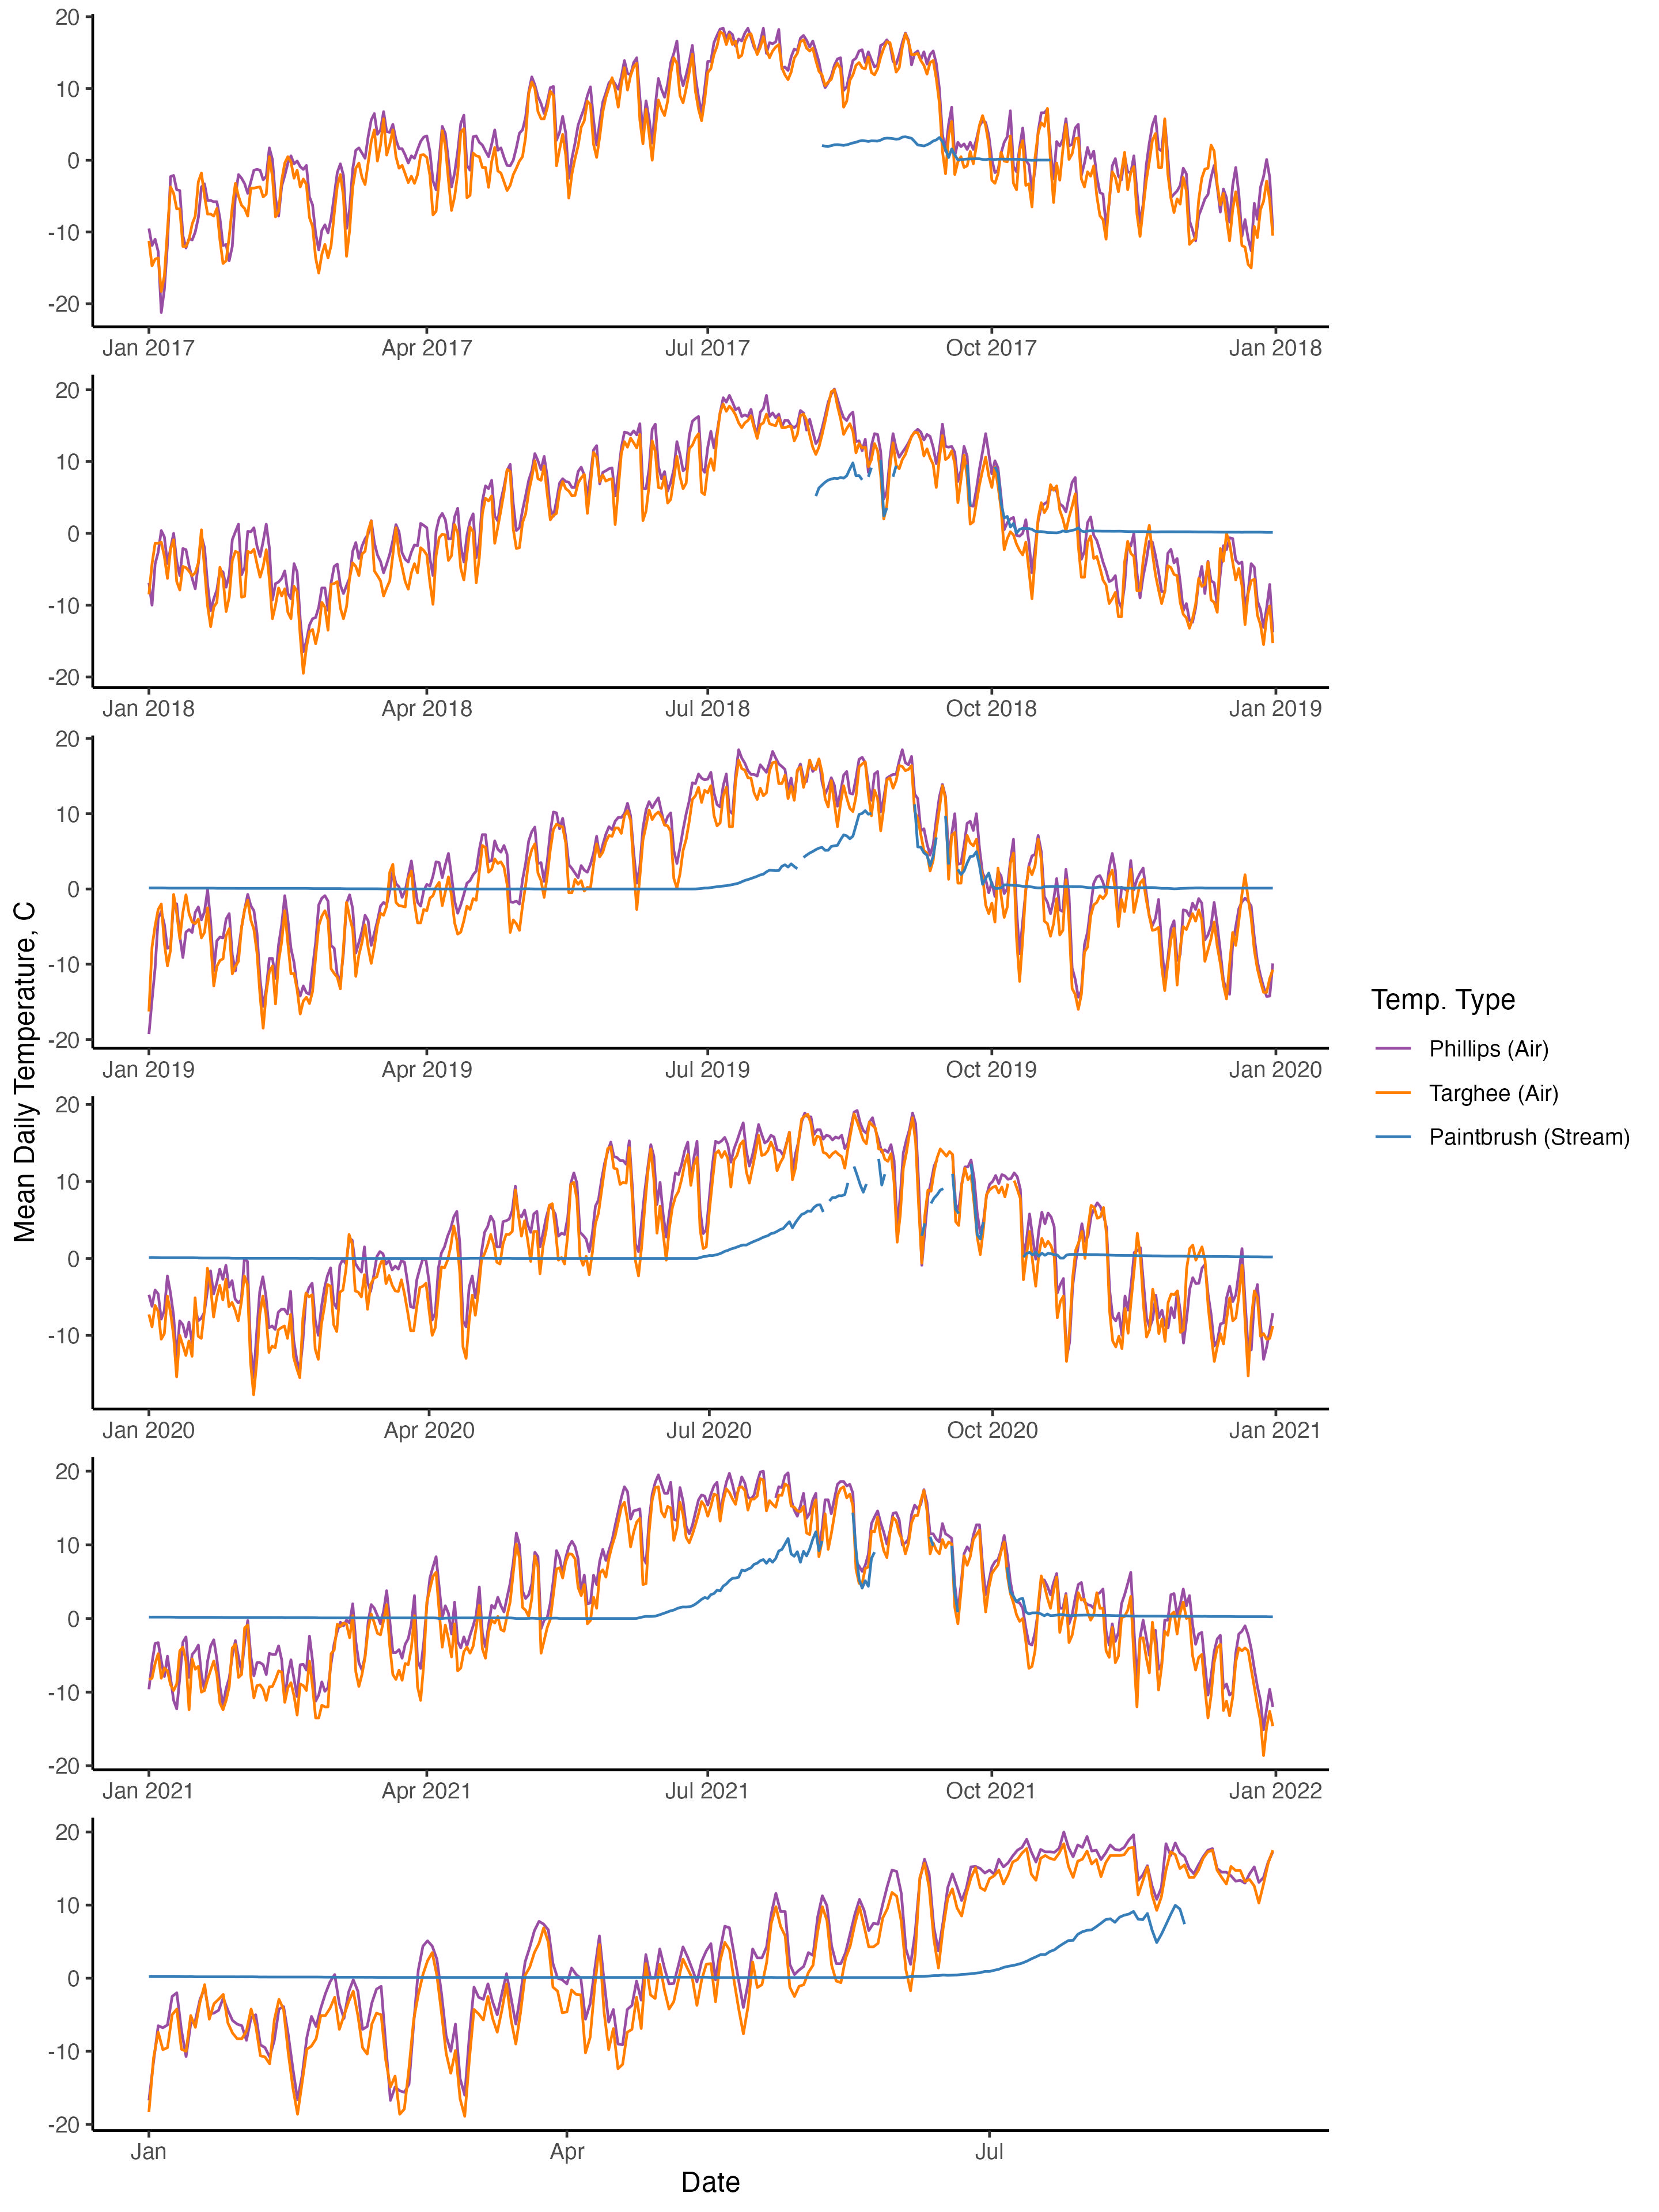 20
10
0
-10
-20
Jan 2017 Apr 2017 Jul 2017 Oct 2017 Jan 2018
20
10
0
-10
-20
Jan 2018 Apr 2018 Jul 2018 Oct 2018 Jan 2019
20
10
0
-10
-20
Jan 2019 Apr 2019 Jul 2019 Oct 2019 Jan 2020
Mean Daily Temperature, C
Temp. Type
Phillips (Air)
Targhee (Air)
Paintbrush (Stream)
20
10
0
-10
Jan 2020 Apr 2020 Jul 2020 Oct 2020 Jan 2021
20
10
0
-10
-20
Jan 2021 Apr 2021 Jul 2021 Oct 2021 Jan 2022
20
10
0
-10
-20
Jan Apr Jul
Date